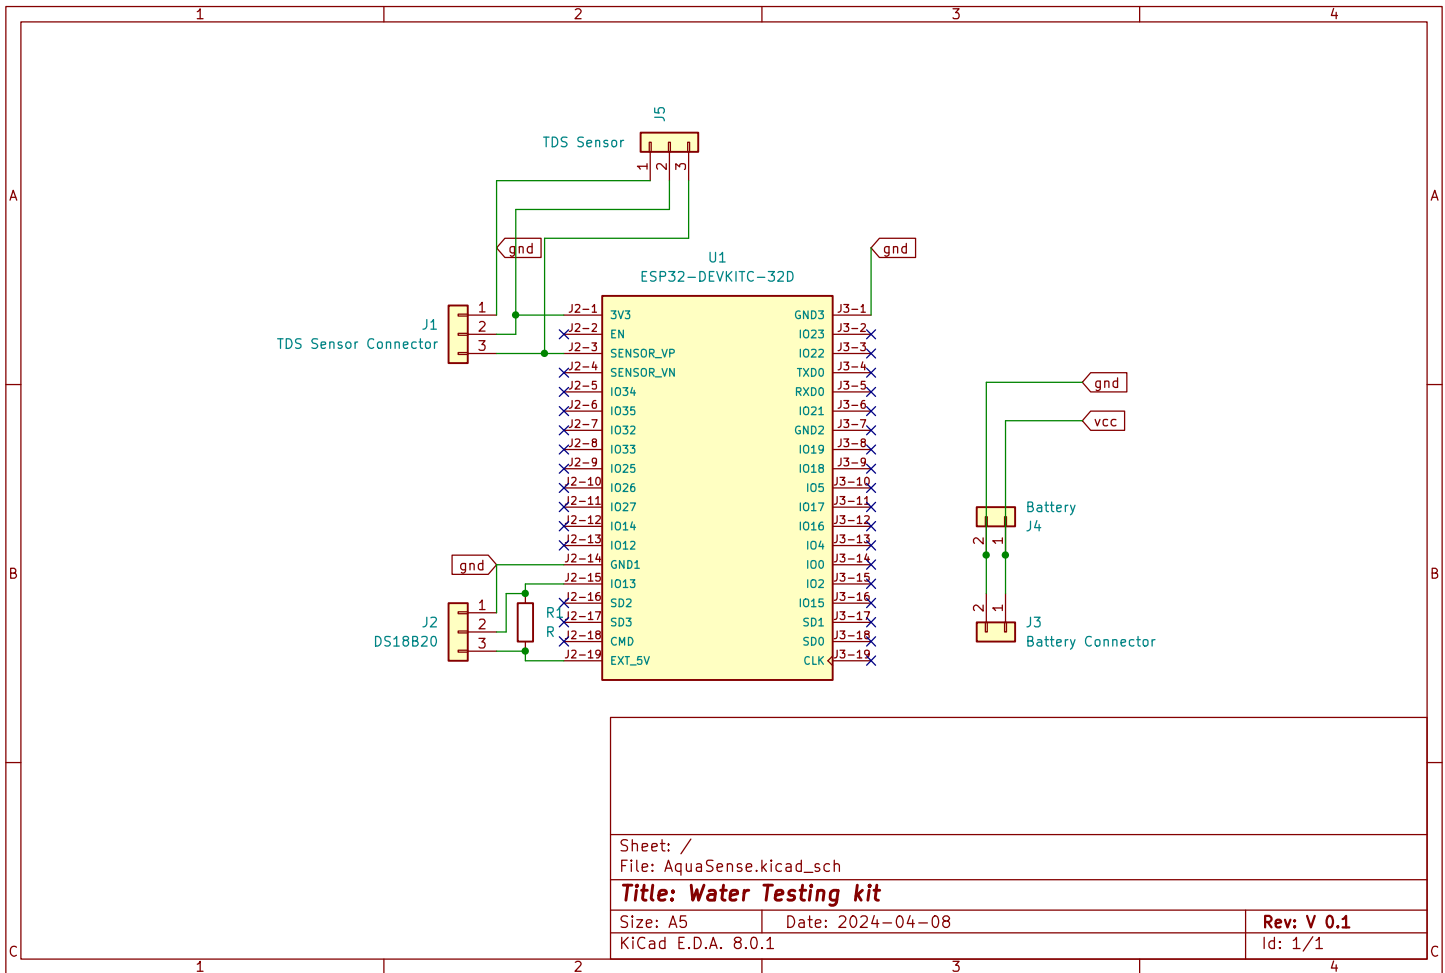 1 2 3 4
J5
TDS Sensor
1 2 3
A A
gnd gnd
U1
ESP32-DEVKITC-32D
J1
TDS Sensor Connector
1
2
3
J2-1 3V3 GND3 J3-1
J2-2 EN IO23 J3-2
J2-3 SENSOR_VP IO22 J3-3
J2-4 SENSOR_VN TXD0 J3-4
J2-5 IO34 RXD0 J3-5
J2-6 IO35 IO21 J3-6
J2-7 IO32 GND2 J3-7
J2-8 IO33 IO19 J3-8
J2-9 IO25 IO18 J3-9
J2-10 IO26 IO5 J3-10
J2-11 IO27 IO17 J3-11
J2-12 IO14 IO16 J3-12
J2-13 IO12 IO4 J3-13
J2-14 GND1 IO0 J3-14
J2-15 IO13 IO2 J3-15
J2-16 SD2 IO15 J3-16
J2-17 SD3 SD1 J3-17
J2-18 CMD SD0 J3-18
J2-19 EXT_5V CLK J3-19
gnd
vcc
Battery
J4
2 1
B B
gnd
J2
DS18B20
1
2
3
R1
R
2 1
J3
Battery Connector
Sheet: /
File: AquaSense.kicad_sch
Title: Water Testing kit
Size: A5 Date: 2024-04-08 Rev: V 0.1
KiCad E.D.A. 8.0.1 Id: 1/1
C C
1 2 3 4